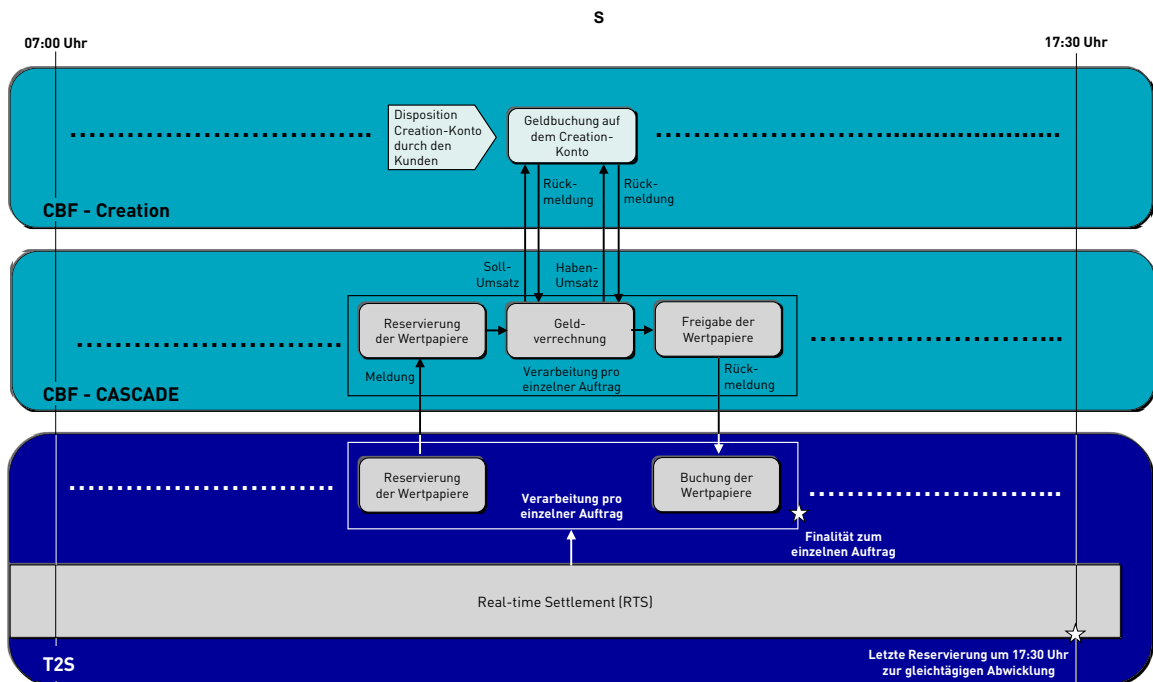 S
07:00 Uhr
17:30 Uhr
Disposition
Creation-Konto
durch den
Kunden
Geldbuchung auf
dem Creation-
Konto
Rück-
meldung
Rück-
meldung
CBF - Creation
Soll-
Umsatz
Haben-
Umsatz
Reservierung
der Wertpapiere
Geld-
verrechnung
Freigabe der
Wertpapiere
Meldung
Verarbeitung pro
einzelner Auftrag
Rück-
meldung
CBF - CASCADE
Reservierung
der Wertpapiere
Buchung der
Wertpapiere
Verarbeitung pro
einzelner Auftrag
Finalität zum
einzelnen Auftrag
Real-time Settlement (RTS)
T2S
Letzte Reservierung um 17:30 Uhr
zur gleichtägigen Abwicklung